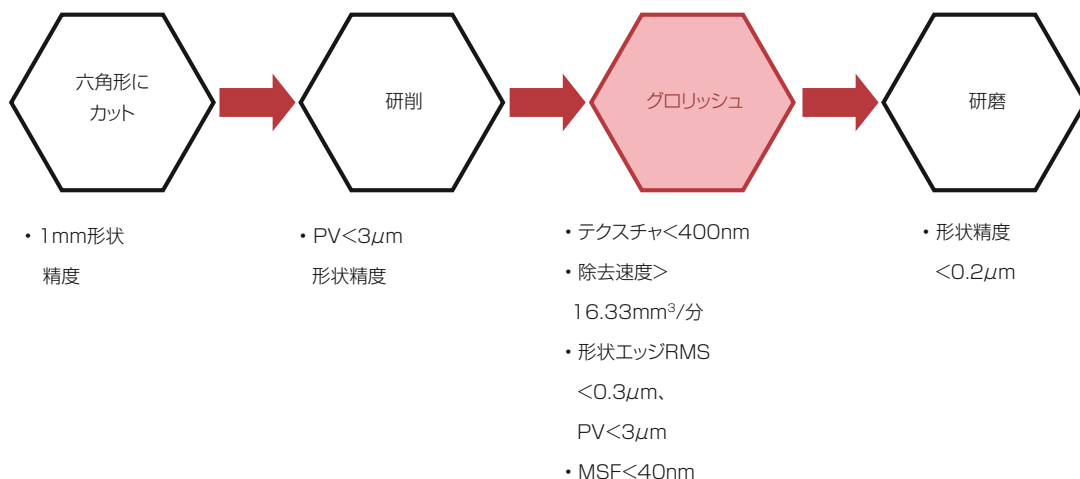 六角形に
カット
研削
グロリッシュ
研磨
・1mm形状
精度
・PV<3μm
形状精度
・テクスチャ<400nm
・除去速度>
16.33mm³/分
・形状エッジRMS
<0.3μm、
PV<3μm
・MSF<40nm
・形状精度
<0.2μm